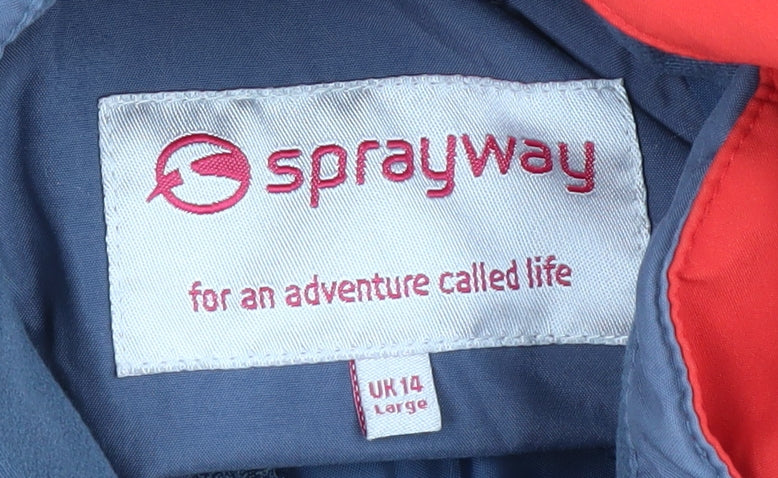 sprayway
for an adventure called life
UK 14
Large